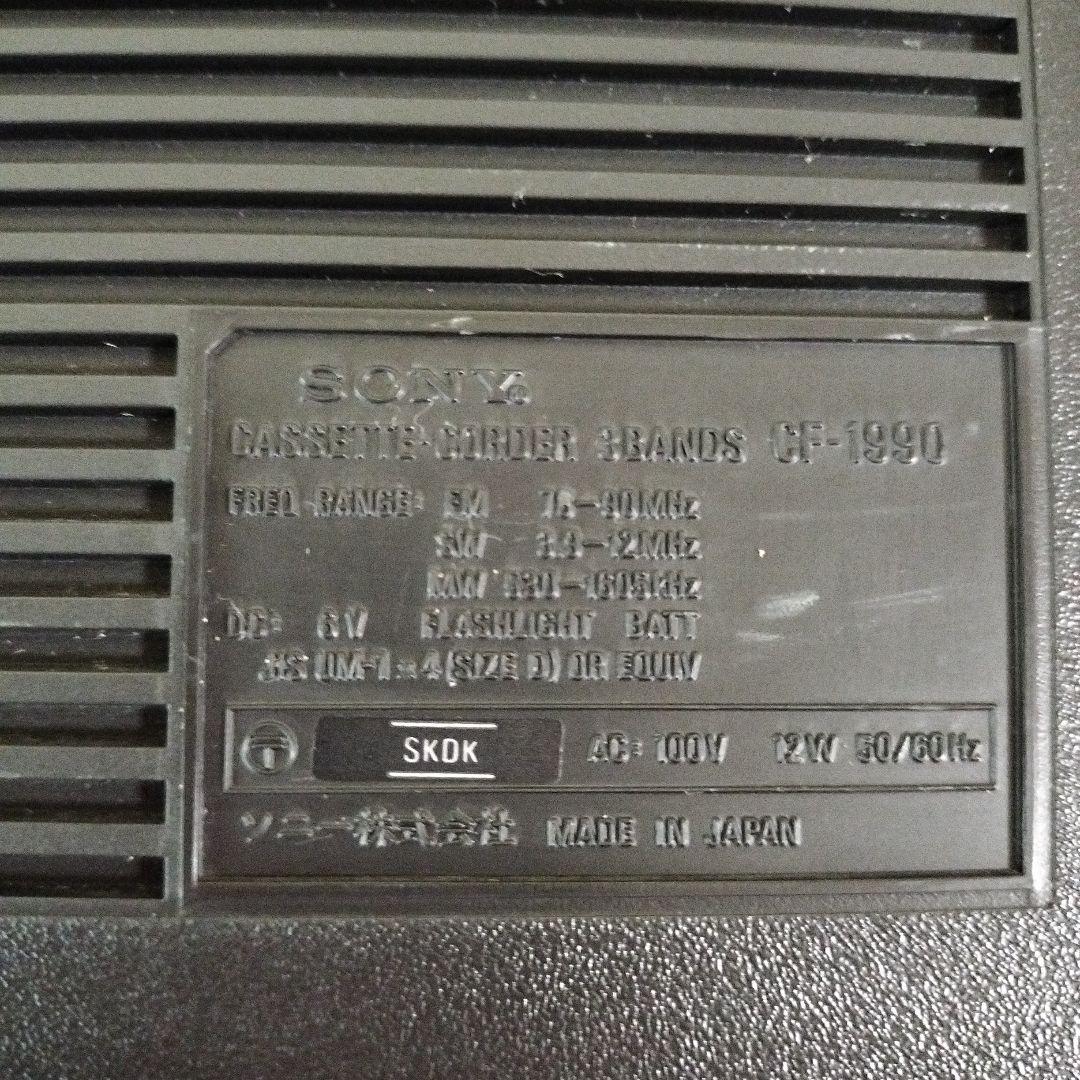 SONY®
CASSETTE-CORDER 3BANDS CF-1990
FREQ·RANGE: FM 76-90MHz
SW 3.9-12MHz
MW 530-1605kHz
DC: 6V FLASHLIGHT BATT
JIS UM-1×4(SIZE D) OR EQUIV
T SKDK AC: 100V 12W 50/60Hz
ソニー株式会社 MADE IN JAPAN